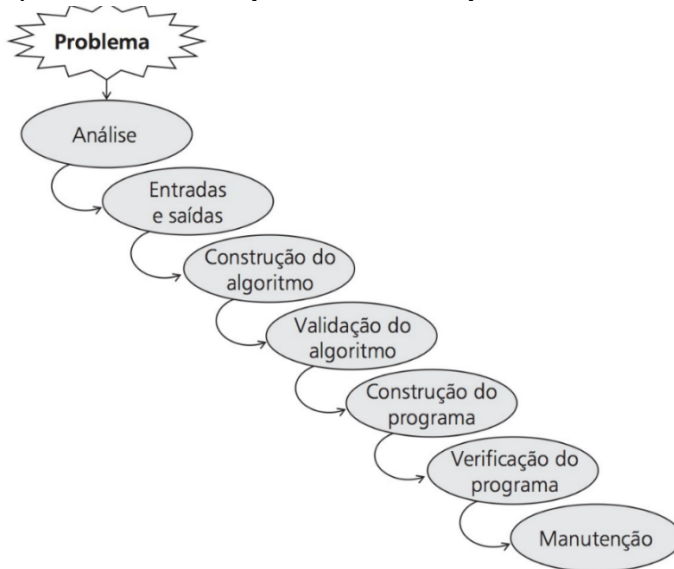 Problema
Análise
Entradas
e saídas
Construção do
algoritmo
Validação do
algoritmo
Construção do
programa
Verificação do
programa
Manutenção